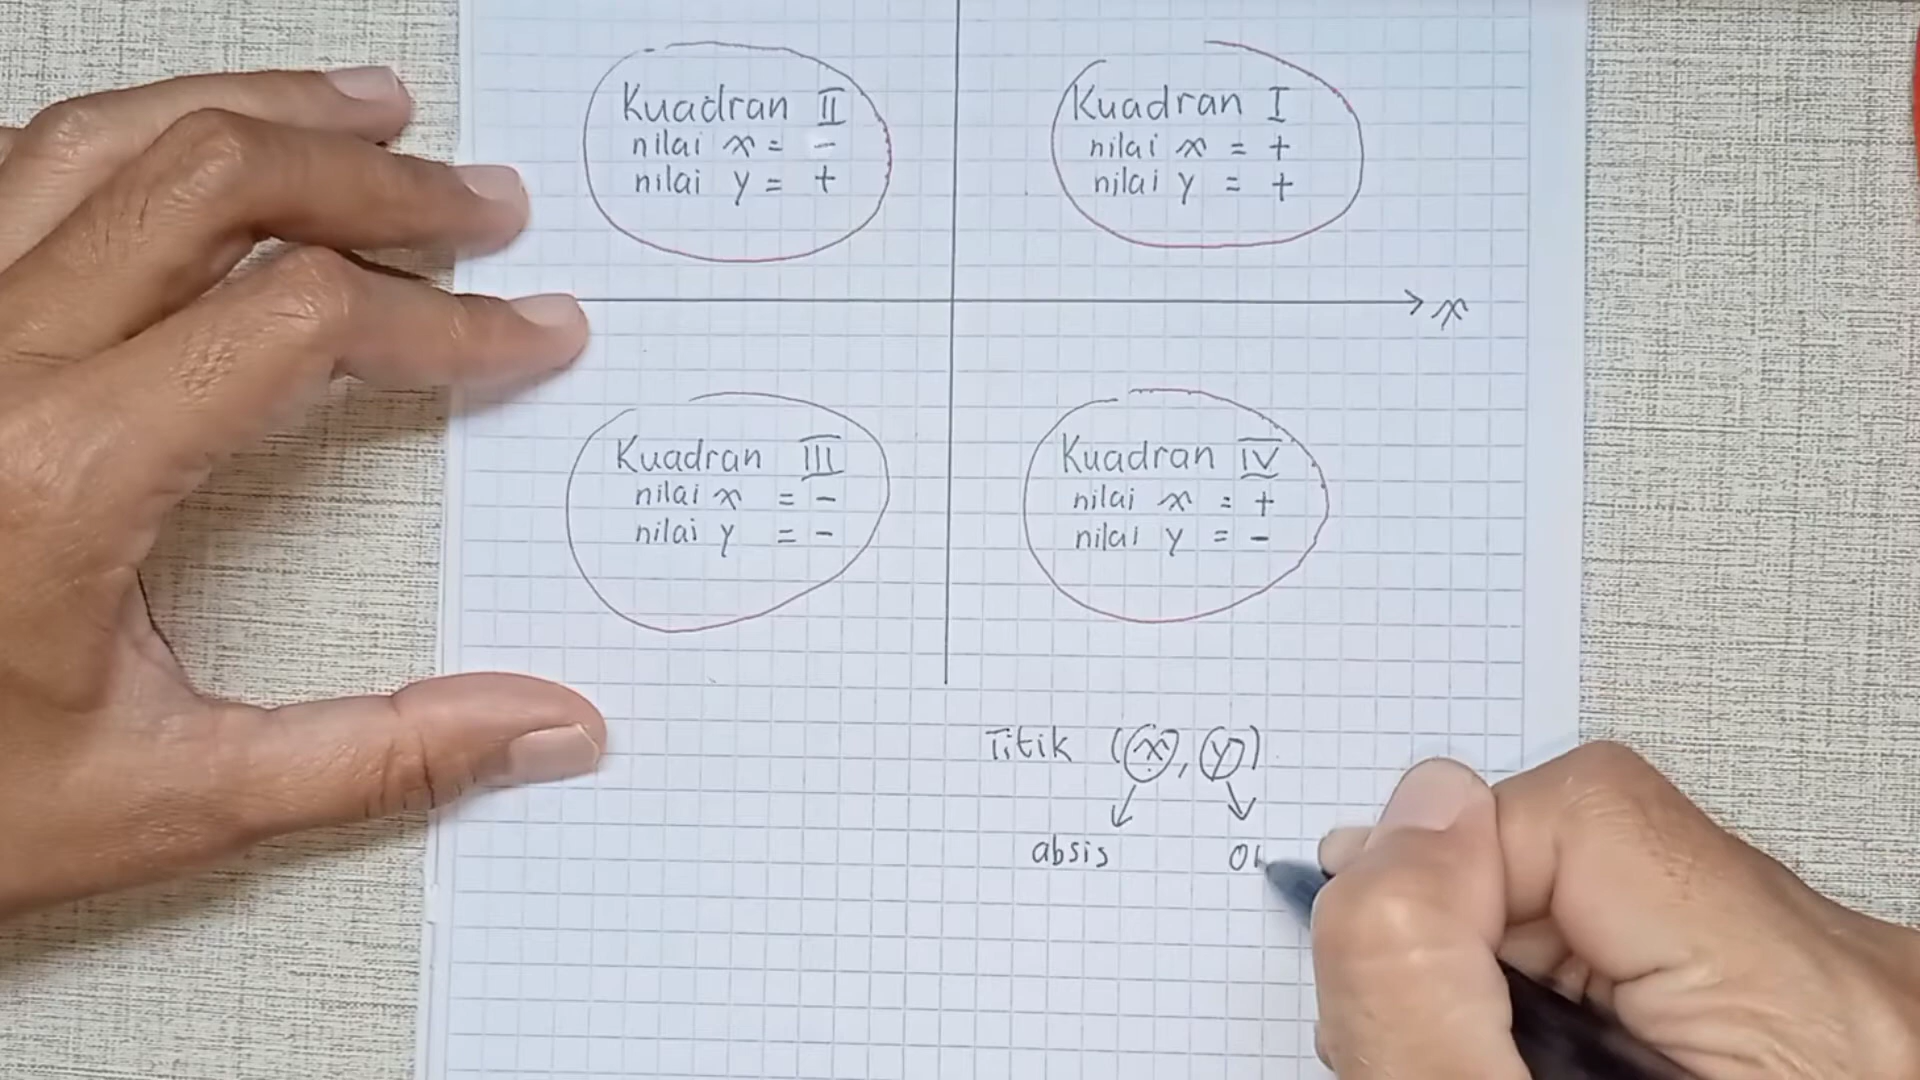 Kuadran II
nilai x = -
nilai y = +
Kuadran I
nilai x = +
nilai y = +
x
Kuadran III
nilai x = -
nilai y = -
Kuadran IV
nilai x = +
nilai y = -
Titik (x, y)
absis